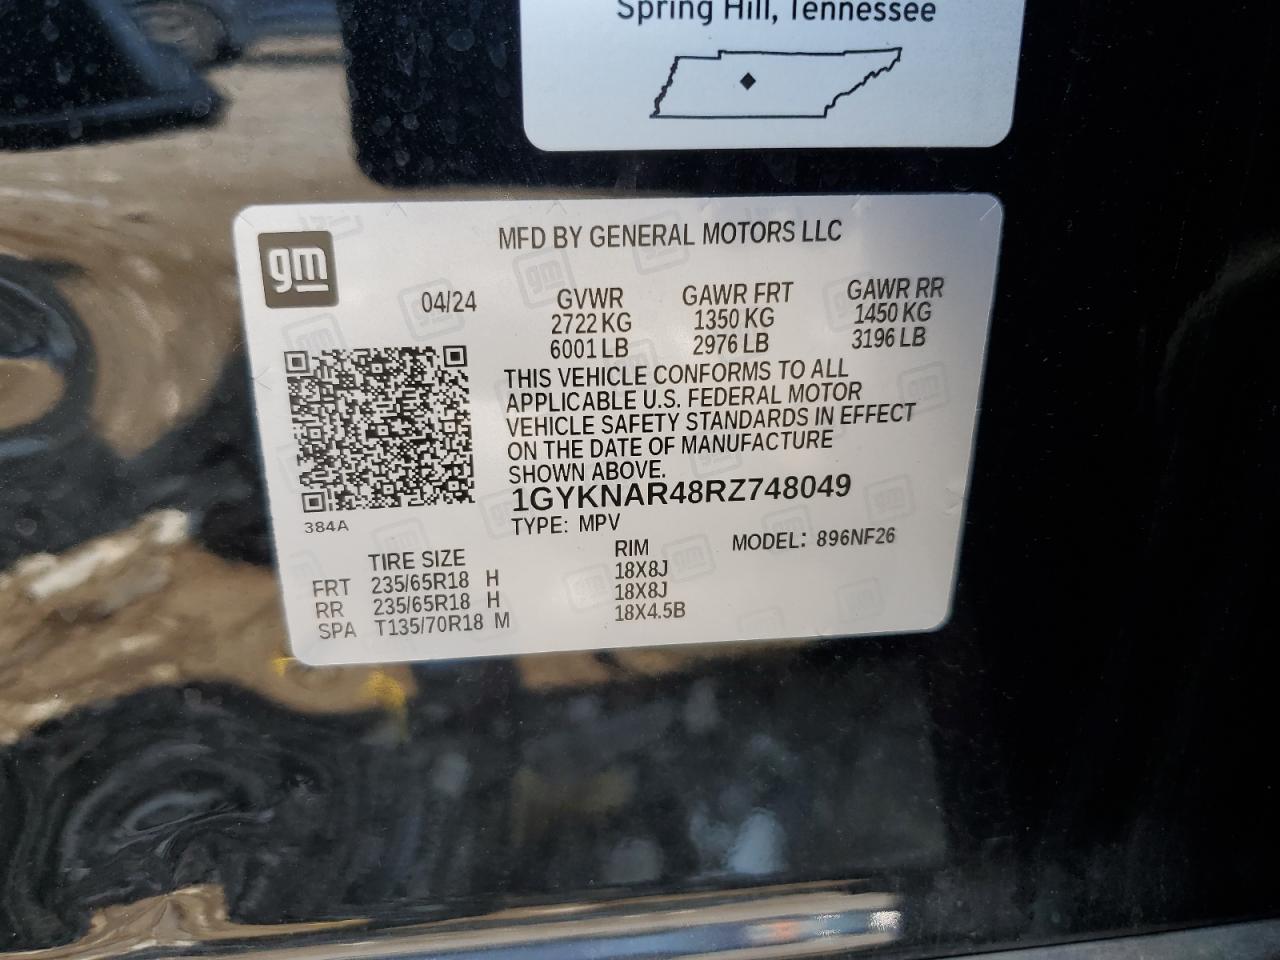 Spring Hill, Tennessee
gm
MFD BY GENERAL MOTORS LLC
04/24 GVWR GAWR FRT GAWR RR
2722 KG 1350 KG 1450 KG
6001 LB 2976 LB 3196 LB
THIS VEHICLE CONFORMS TO ALL
APPLICABLE U.S. FEDERAL MOTOR
VEHICLE SAFETY STANDARDS IN EFFECT
ON THE DATE OF MANUFACTURE
SHOWN ABOVE.
1GYKNAR48RZ748049
384A
TYPE: MPV
MODEL: 896NF26
TIRE SIZE RIM
FRT 235/65R18 H 18X8J
RR 235/65R18 H 18X8J
SPA T135/70R18 M 18X4.5B